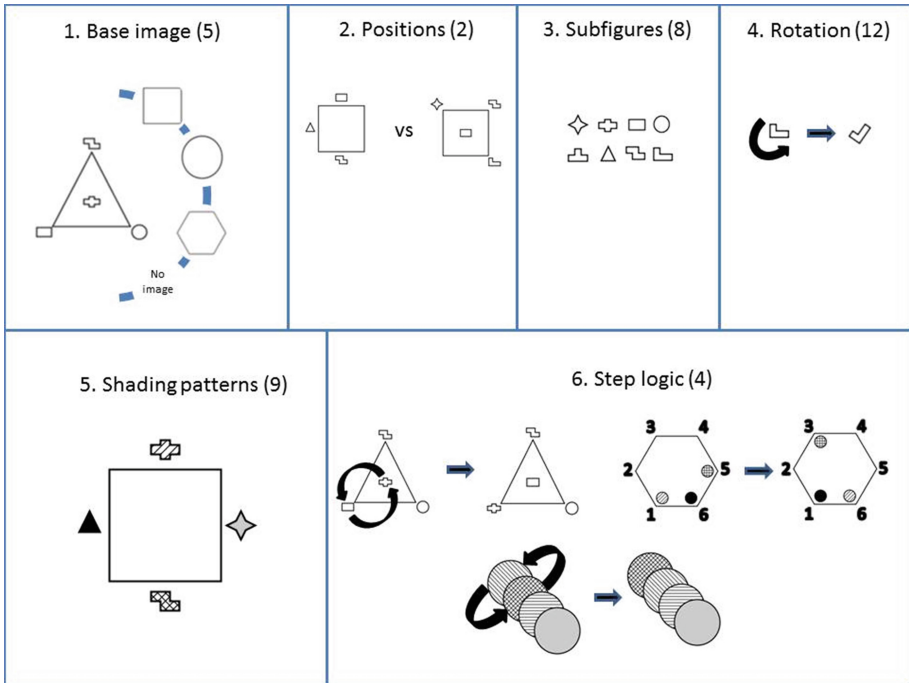 1. Base image (5)
No
image
2. Positions (2)
vs
3. Subfigures (8)
4. Rotation (12)
5. Shading patterns (9)
6. Step logic (4)
3 4
2 5
1 6
3 4
2 5
1 6